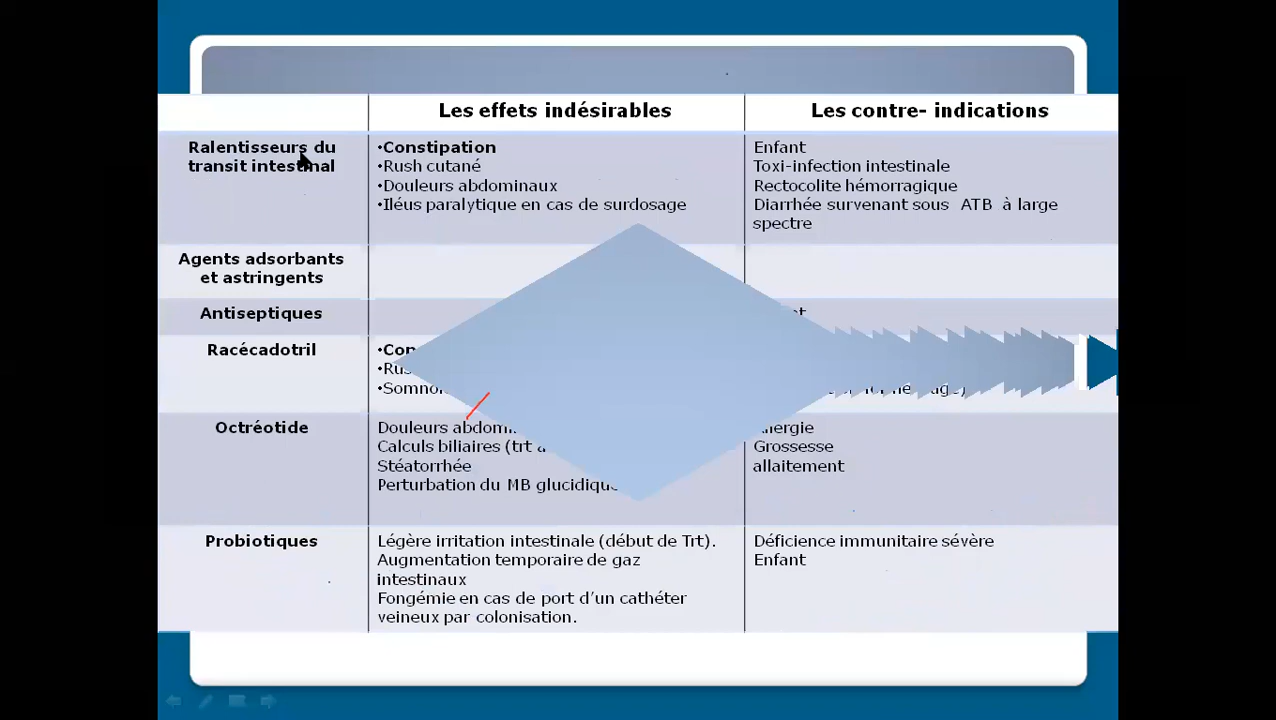 Les effets indésirables
Les contre- indications
Ralentisseurs du
transit intestinal
•Constipation
•Rush cutané
•Douleurs abdominaux
•Iléus paralytique en cas de surdosage
Enfant
Toxi-infection intestinale
Rectocolite hémorragique
Diarrhée survenant sous ATB à large
spectre
Agents adsorbants
et astringents
Antiseptiques
Racécadotril
Octréotide
Douleurs
Calculs biliaires (trt
Stéatorrhée
Perturbation du MB
Grossesse
allaitement
Probiotiques
Légère irritation intestinale (début de Trt).
Augmentation temporaire de gaz
intestinaux
Fongémie en cas de port d’un cathéter
veineux par colonisation.
Déficience immunitaire sévère
Enfant